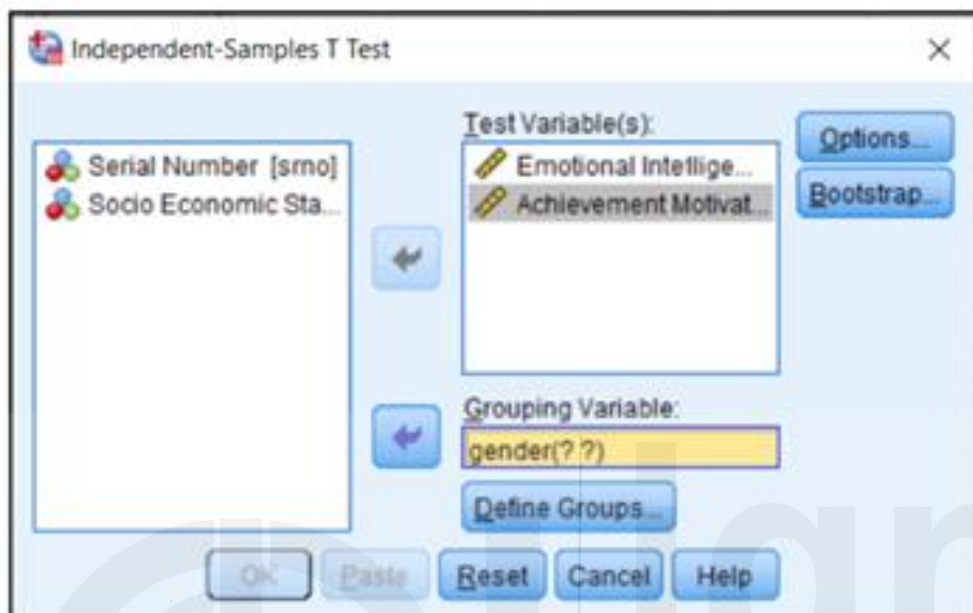 Independent-Samples T Test
Test Variable(s):
Options...
Serial Number [srno]
Emotional Intellige...
Socio Economic Sta...
Achievement Motivat...
Bootstrap...
Grouping Variable:
gender(? ?)
Define Groups...
OK Paste Reset Cancel Help